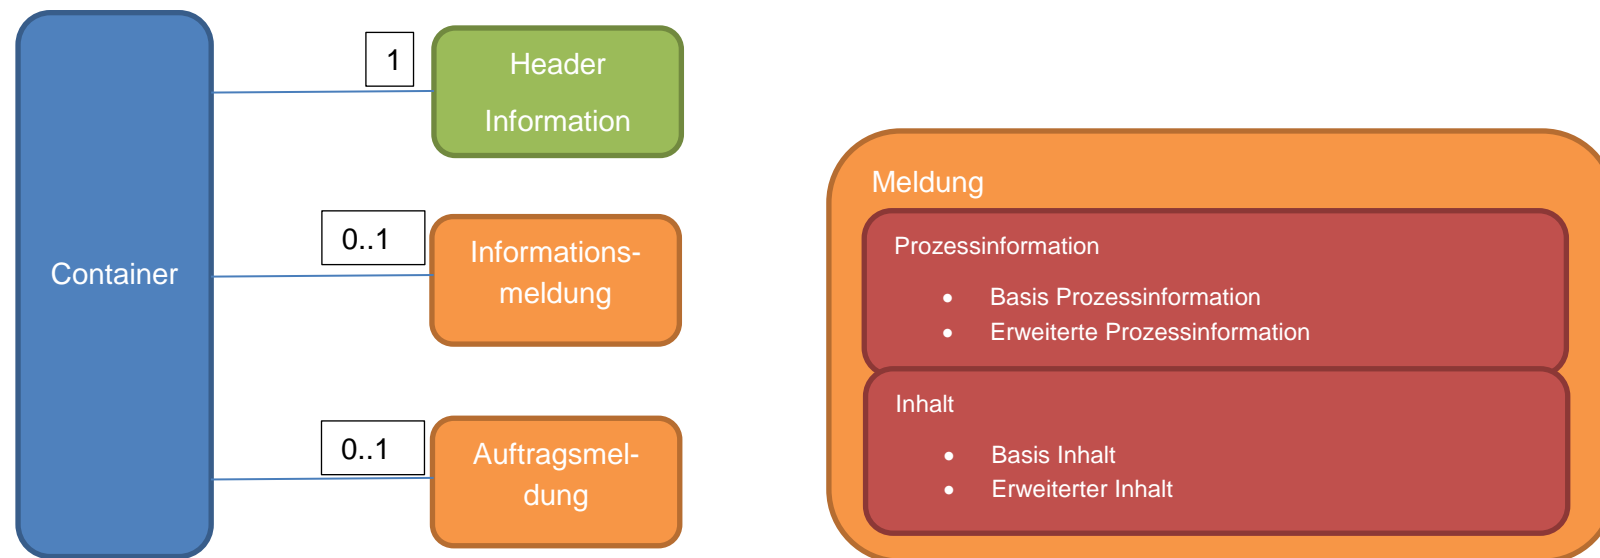 Container
1
Header
Information
0..1
Informations-
meldung
0..1
Auftragsmel-
dung
Meldung
Prozessinformation
• Basis Prozessinformation
• Erweiterte Prozessinformation
Inhalt
• Basis Inhalt
• Erweiterter Inhalt